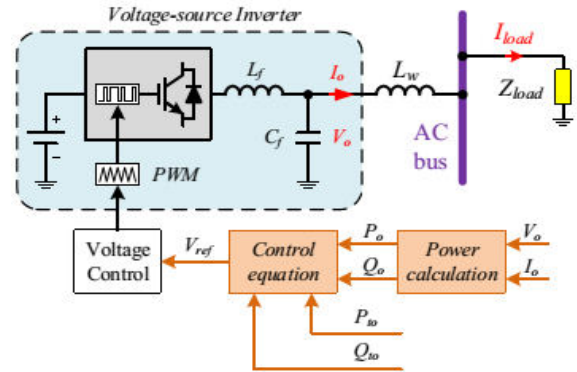 Voltage-source Inverter
+
−
L_f
I_o
C_f
V_o
L_w
I_load
Z_load
AC
bus
PWM
Voltage
Control
V_ref
Control
equation
P_o
Q_o
Power
calculation
V_o
I_o
P_to
Q_to